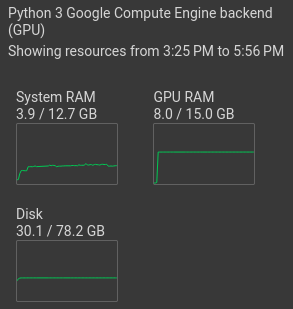 Python 3 Google Compute Engine backend
(GPU)
Showing resources from 3:25 PM to 5:56 PM
System RAM
3.9 / 12.7 GB
GPU RAM
8.0 / 15.0 GB
Disk
30.1 / 78.2 GB